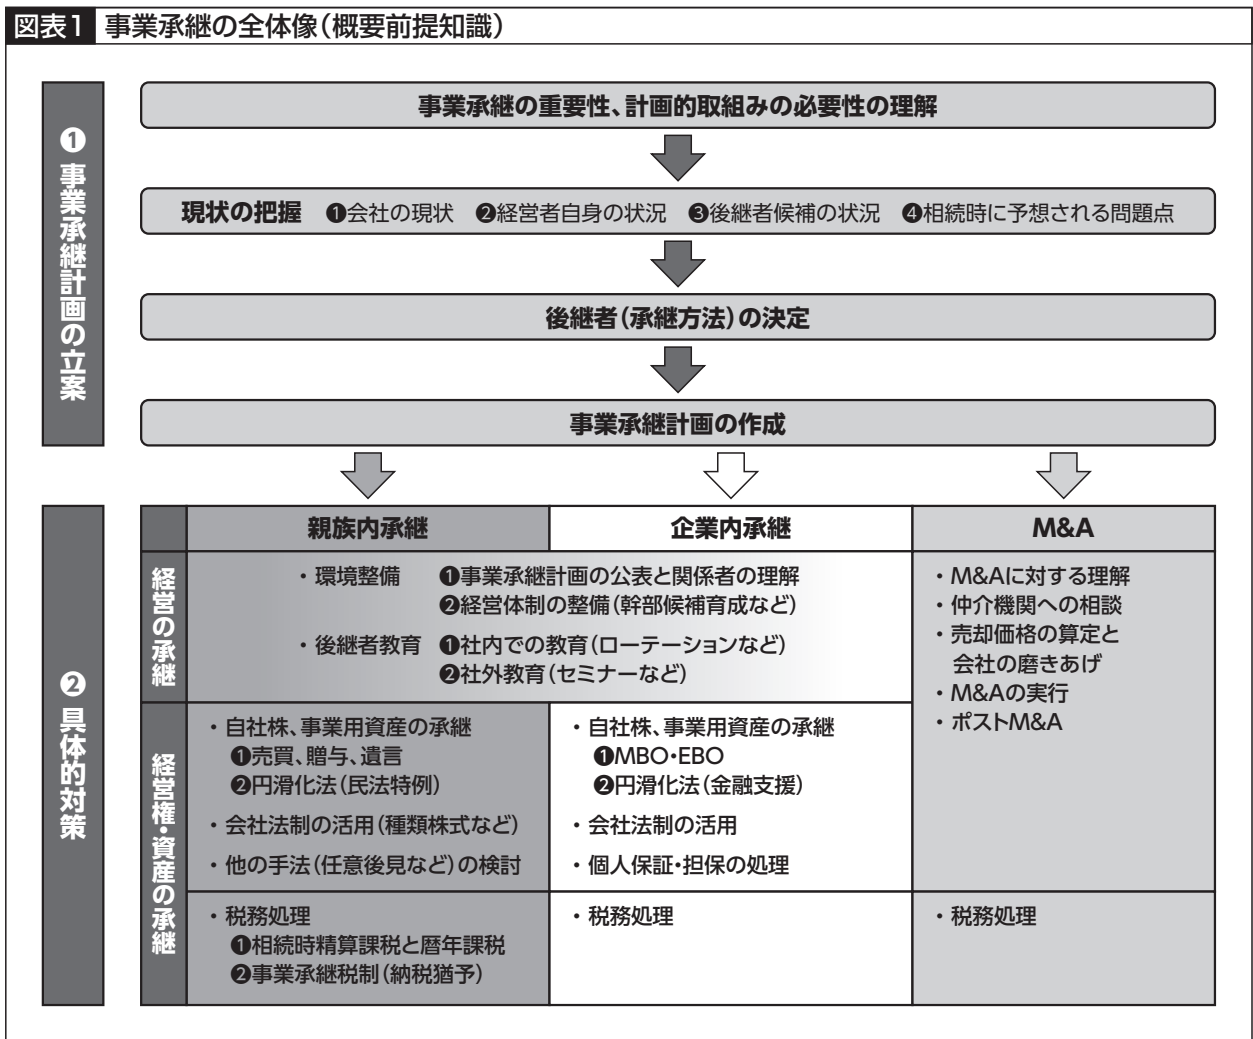 図表1 事業承継の全体像(概要前提知識)
❶ 事業承継計画の立案
事業承継の重要性、計画的取組みの必要性の理解
現状の把握 ❶会社の現状 ❷経営者自身の状況 ❸後継者候補の状況 ❹相続時に予想される問題点
後継者(承継方法)の決定
事業承継計画の作成
❷ 具体的対策
親族内承継 企業内承継 M&A
経営の承継
・環境整備 ❶事業承継計画の公表と関係者の理解
❷経営体制の整備(幹部候補育成など)
・後継者教育 ❶社内での教育(ローテーションなど)
❷社外教育(セミナーなど)
・M&Aに対する理解
・仲介機関への相談
・売却価格の算定と
会社の磨きあげ
・M&Aの実行
・ポストM&A
経営権・資産の承継
・自社株、事業用資産の承継
❶売買、贈与、遺言
❷円滑化法(民法特例)
・会社法制の活用(種類株式など)
・他の手法(任意後見など)の検討
・自社株、事業用資産の承継
❶MBO・EBO
❷円滑化法(金融支援)
・会社法制の活用
・個人保証・担保の処理
・税務処理
❶相続時精算課税と暦年課税
❷事業承継税制(納税猶予)
・税務処理
・税務処理